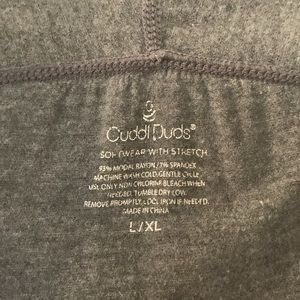 Cuddl Duds®
SOFTWEAR WITH STRETCH
93% MODAL RAYON/7% SPANDEX
MACHINE WASH COLD, GENTLE CYCLE
USE ONLY NON CHLORINE BLEACH WHEN
NEEDED. TUMBLE DRY LOW.
REMOVE PROMPTLY. COOL IRON IF NEEDED.
MADE IN CHINA
L/XL